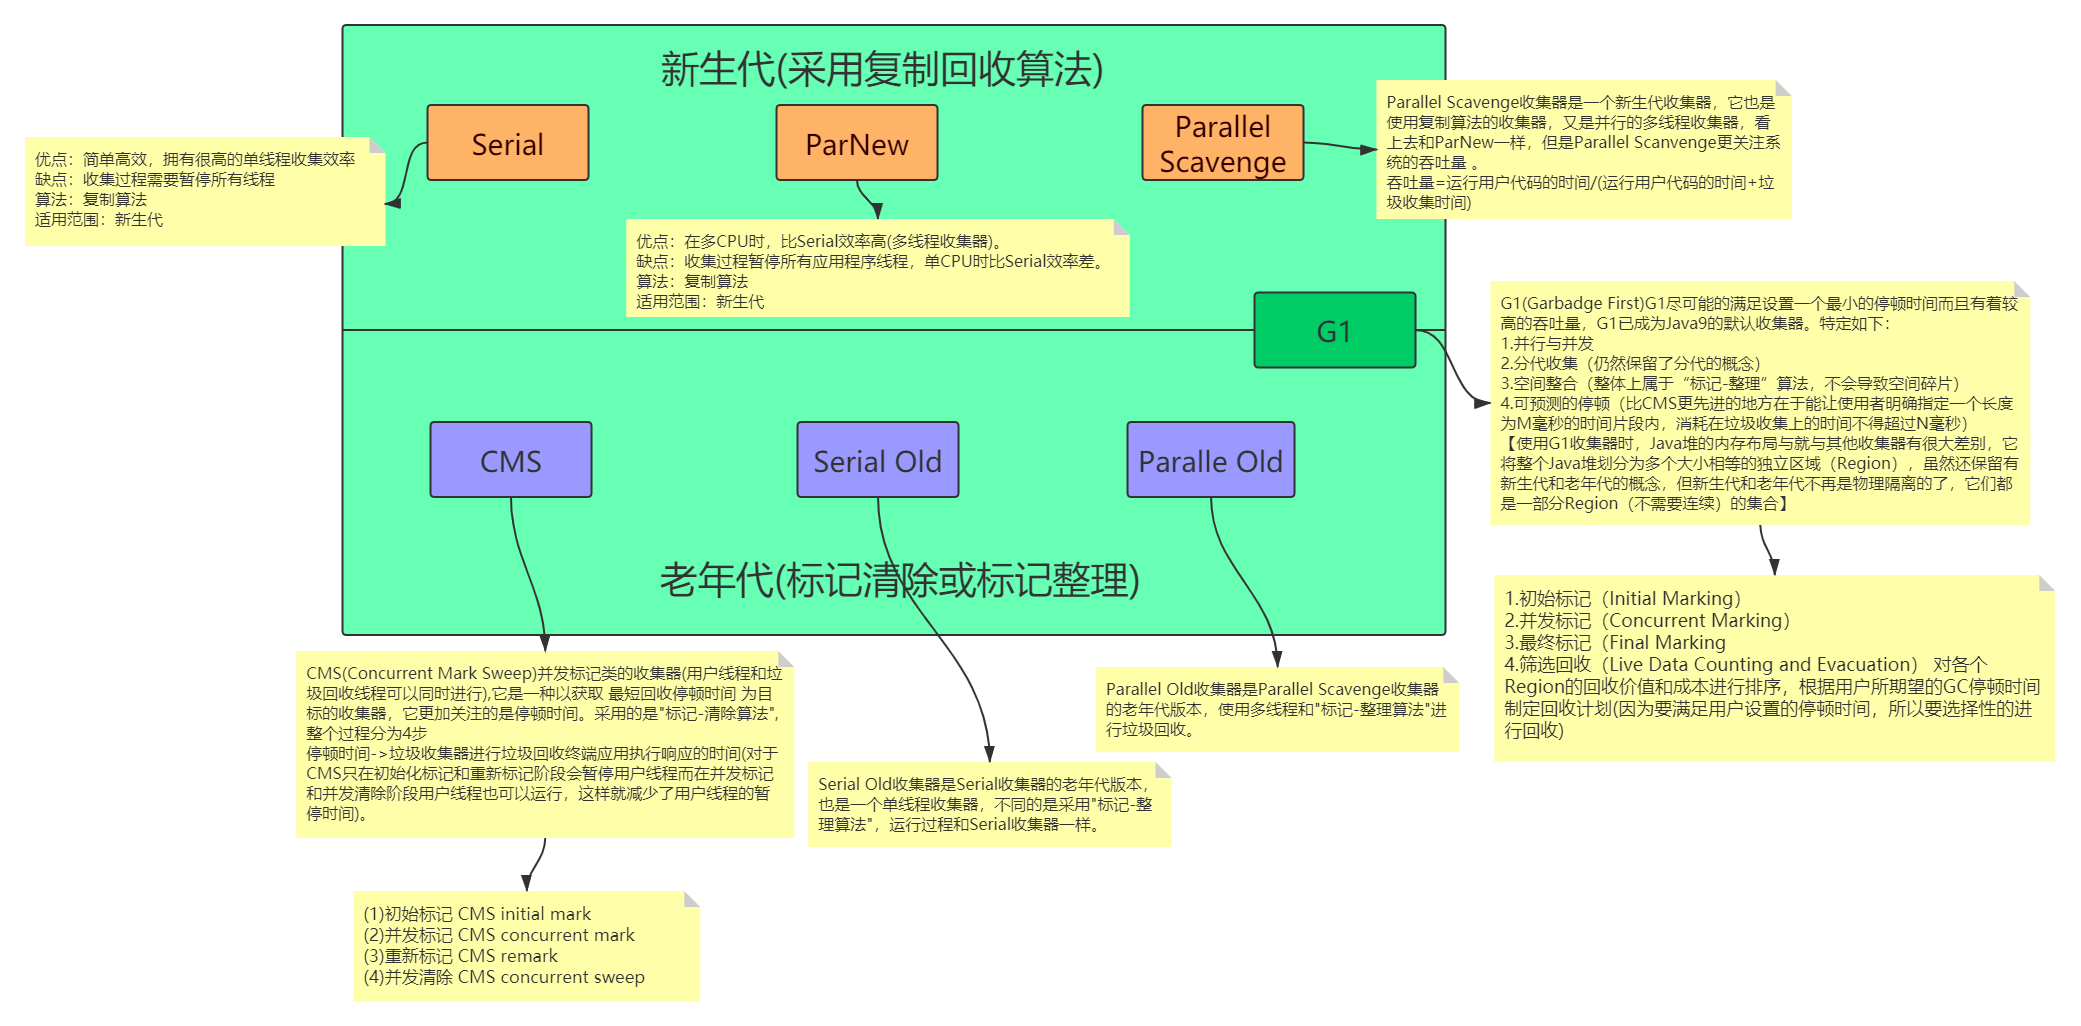 新生代(采用复制回收算法)
Serial
ParNew
Parallel
Scavenge
优点：简单高效，拥有很高的单线程收集效率
缺点：收集过程需要暂停所有线程
算法：复制算法
适用范围：新生代
优点：在多CPU时，比Serial效率高(多线程收集器)。
缺点：收集过程暂停所有应用程序线程，单CPU时比Serial效率差。
算法：复制算法
适用范围：新生代
Parallel Scavenge收集器是一个新生代收集器，它也是
使用复制算法的收集器，又是并行的多线程收集器，看
上去和ParNew一样，但是Parallel Scanvenge更关注系
统的吞吐量 。
吞吐量=运行用户代码的时间/(运行用户代码的时间+垃
圾收集时间)
G1
G1(Garbadge First)G1尽可能的满足设置一个最小的停顿时间而且有着较
高的吞吐量，G1已成为Java9的默认收集器。特定如下：
1.并行与并发
2.分代收集（仍然保留了分代的概念）
3.空间整合（整体上属于“标记-整理”算法，不会导致空间碎片）
4.可预测的停顿（比CMS更先进的地方在于能让使用者明确指定一个长度
为M毫秒的时间片段内，消耗在垃圾收集上的时间不得超过N毫秒）
【使用G1收集器时，Java堆的内存布局与就与其他收集器有很大差别，它
将整个Java堆划分为多个大小相等的独立区域（Region），虽然还保留有
新生代和老年代的概念，但新生代和老年代不再是物理隔离的了，它们都
是一部分Region（不需要连续）的集合】
1.初始标记（Initial Marking）
2.并发标记（Concurrent Marking）
3.最终标记（Final Marking
4.筛选回收（Live Data Counting and Evacuation） 对各个
Region的回收价值和成本进行排序，根据用户所期望的GC停顿时间
制定回收计划(因为要满足用户设置的停顿时间，所以要选择性的进
行回收)
CMS
Serial Old
Paralle Old
老年代(标记清除或标记整理)
CMS(Concurrent Mark Sweep)并发标记类的收集器(用户线程和垃
圾回收线程可以同时进行),它是一种以获取 最短回收停顿时间 为目
标的收集器，它更加关注的是停顿时间。采用的是"标记-清除算法",
整个过程分为4步
停顿时间->垃圾收集器进行垃圾回收终端应用执行响应的时间(对于
CMS只在初始化标记和重新标记阶段会暂停用户线程而在并发标记
和并发清除阶段用户线程也可以运行，这样就减少了用户线程的暂
停时间)。
(1)初始标记 CMS initial mark
(2)并发标记 CMS concurrent mark
(3)重新标记 CMS remark
(4)并发清除 CMS concurrent sweep
Serial Old收集器是Serial收集器的老年代版本，
也是一个单线程收集器，不同的是采用"标记-整
理算法"，运行过程和Serial收集器一样。
Parallel Old收集器是Parallel Scavenge收集器
的老年代版本，使用多线程和"标记-整理算法"进
行垃圾回收。